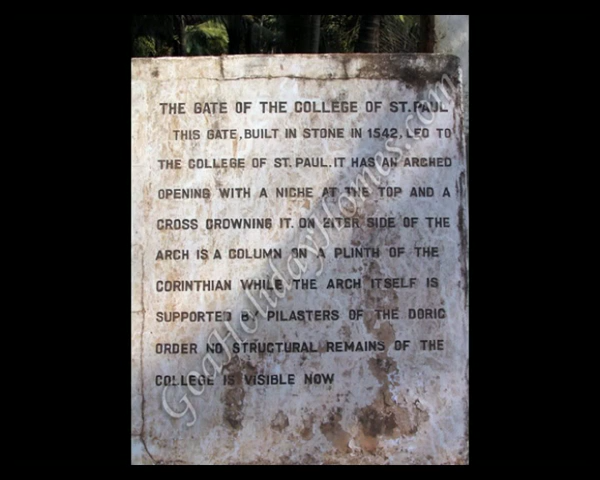 THE GATE OF THE COLLEGE OF ST.PAUL
THIS GATE, BUILT IN STONE IN 1542, LED TO
THE COLLEGE OF ST. PAUL. IT HAS AN ARCHED
OPENING WITH A NICHE AT THE TOP AND A
CROSS CROWNING IT. ON EITER SIDE OF THE
ARCH IS A COLUMN ON A PLINTH OF THE
CORINTHIAN WHILE THE ARCH ITSELF IS
SUPPORTED BY PILASTERS OF THE DORIC
ORDER NO STRUCTURAL REMAINS OF THE
COLLEGE IS VISIBLE NOW
GoaHolidayHomes.com